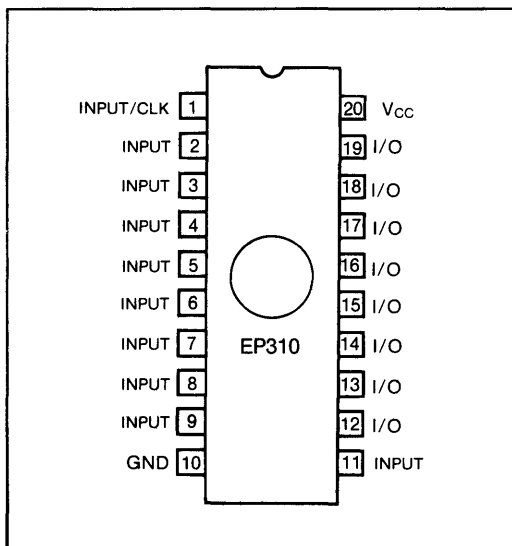 INPUT/CLK 1 20 VCC
INPUT 2 19 I/O
INPUT 3 18 I/O
INPUT 4 17 I/O
INPUT 5 16 I/O
INPUT 6 15 I/O
INPUT 7 EP310 14 I/O
INPUT 8 13 I/O
INPUT 9 12 I/O
GND 10 11 INPUT